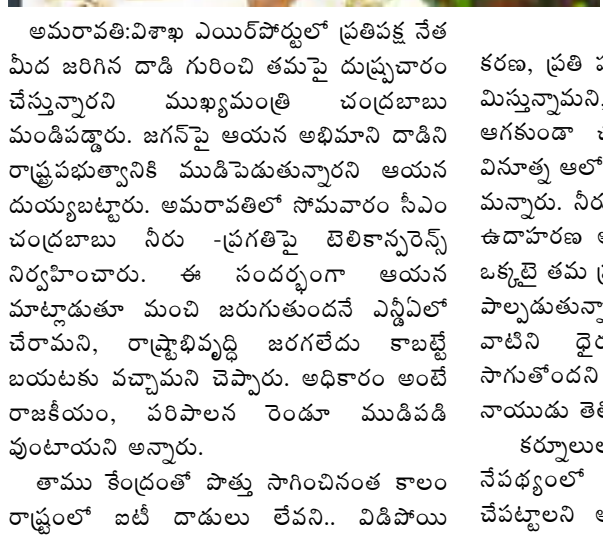 అమరావతి:విశాఖ ఎయిర్‌పోర్టులో ప్రతిపక్ష నేత
మీద జరిగిన దాడి గురించి తమపై దుష్ప్రచారం
చేస్తున్నారని ముఖ్యమంత్రి చంద్రబాబు
మండిపడ్డారు. జగన్‌పై ఆయన అభిమాని దాడిని
రాష్ట్రప్రభుత్వానికి ముడిపెడుతున్నారని ఆయన
దుయ్యబట్టారు. అమరావతిలో సోమవారం సీఎం
చంద్రబాబు నీరు -ప్రగతిపై టెలికాన్ఫరెన్స్
నిర్వహించారు. ఈ సందర్భంగా ఆయన
మాట్లాడుతూ మంచి జరుగుతుందనే ఎన్డీఏలో
చేరామని, రాష్ట్రాభివృద్ధి జరగలేదు కాబట్టే
బయటకు వచ్చామని చెప్పారు. అధికారం అంటే
రాజకీయం, పరిపాలన రెండూ ముడిపడి
వుంటాయని అన్నారు.
తాము కేంద్రంతో పొత్తు సాగించినంత కాలం
రాష్ట్రంలో ఐటీ దాడులు లేవని.. విడిపోయి
కరణ, ప్రతి
మిస్తున్నామని,
ఆగకుండా
వినూత్న ఆలో
మన్నారు. నీరు
ఉదాహరణ
ఒక్కటై తమ
పాల్పడుతున్నా
వాటిని ధైర
సాగుతోందని
నాయుడు తెలి
కర్నూలుల
నేపథ్యంలో
చేపట్టాలని